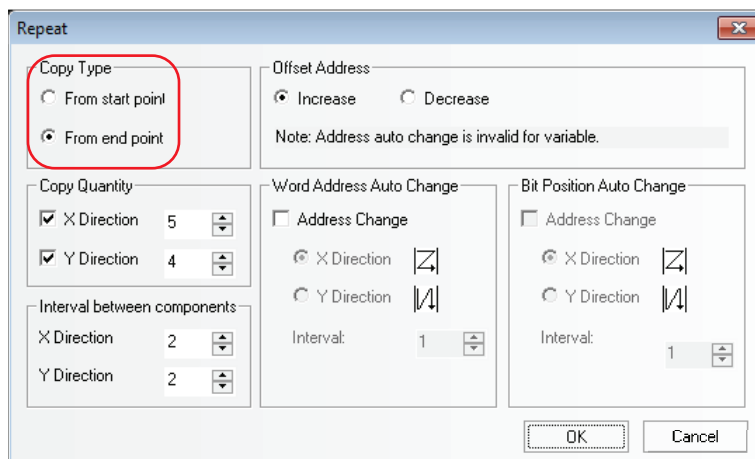 Repeat
Copy Type
From start point
From end point
Offset Address
Increase Decrease
Note: Address auto change is invalid for variable.
Copy Quantity
X Direction 5
Y Direction 4
Interval between components
X Direction 2
Y Direction 2
Word Address Auto Change
Address Change
X Direction
Y Direction
Interval: 1
Bit Position Auto Change
Address Change
X Direction
Y Direction
Interval: 1
OK Cancel